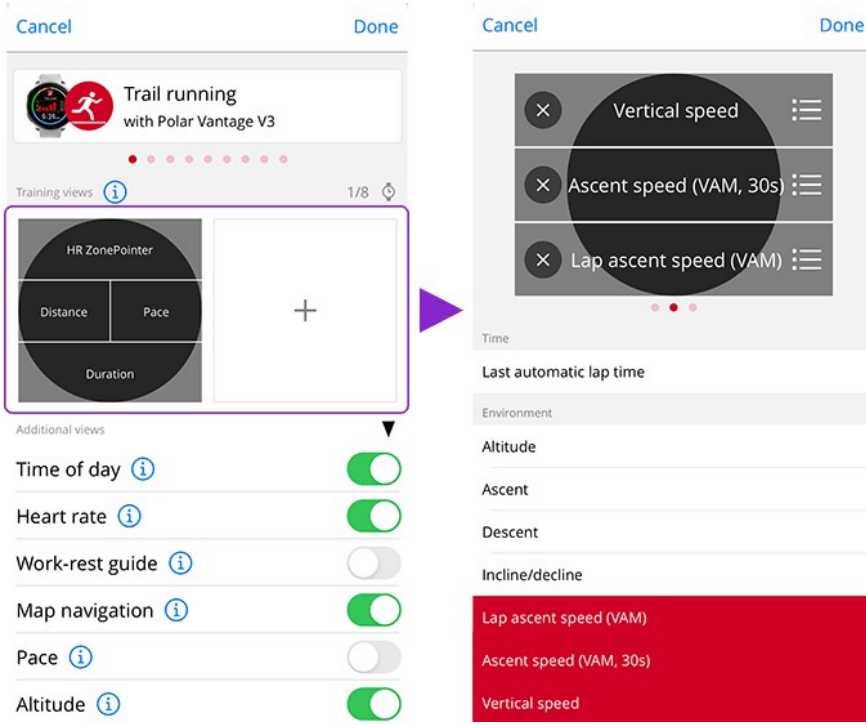 Cancel
Done
Trail running
with Polar Vantage V3
Training views
1/8
HR ZonePointer
Distance
Pace
Duration
+
Additional views
Time of day
Heart rate
Work-rest guide
Map navigation
Pace
Altitude
Cancel
Done
Vertical speed
Ascent speed (VAM, 30s)
Lap ascent speed (VAM)
Time
Last automatic lap time
Environment
Altitude
Ascent
Descent
Incline/decline
Lap ascent speed (VAM)
Ascent speed (VAM, 30s)
Vertical speed